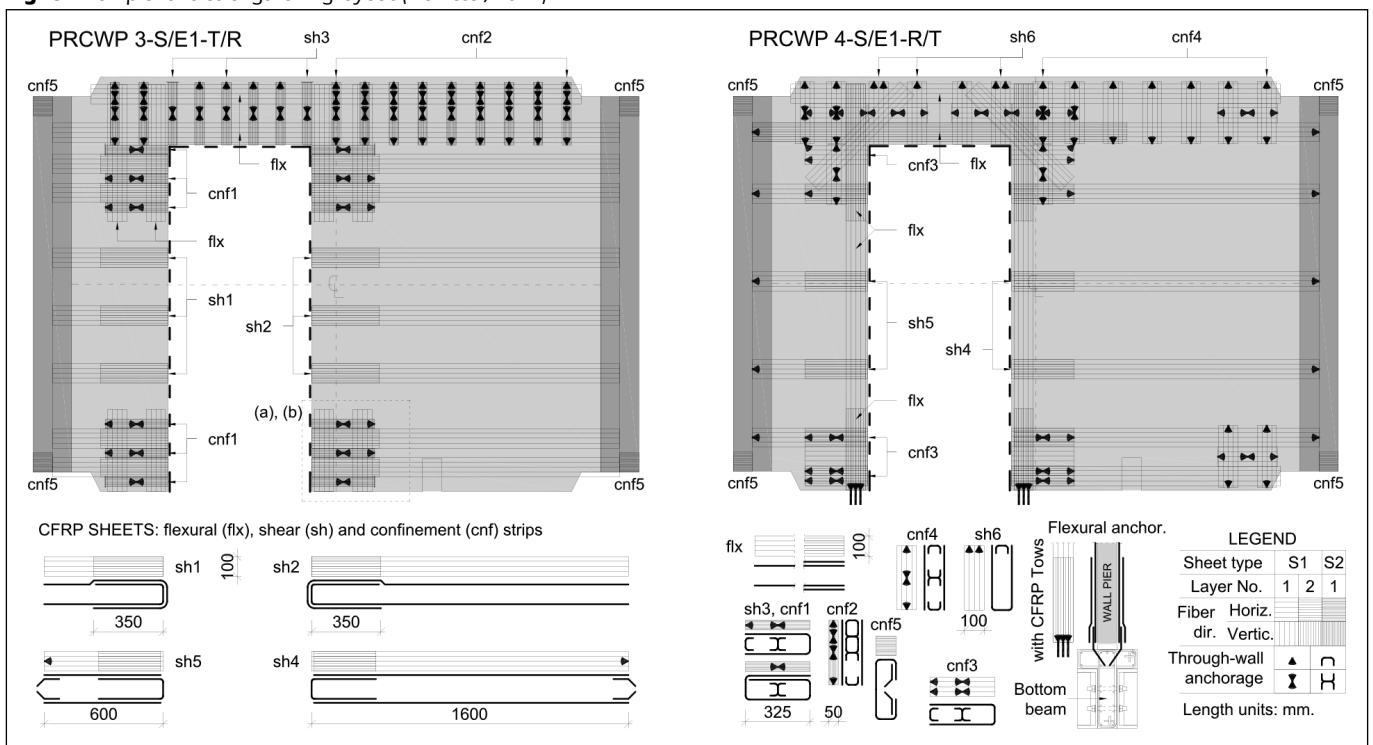 PRCWP 3-S/E1-T/R
sh3
cnf2
cnf5
cnf5
flx
cnf1
flx
sh1
sh2
(a), (b)
cnf1
cnf5
cnf5
PRCWP 4-S/E1-R/T
sh6
cnf4
cnf5
cnf5
cnf3
flx
flx
sh5
sh4
flx
cnf3
cnf5
cnf5
CFRP SHEETS: flexural (flx), shear (sh) and confinement (cnf) strips
sh1
100
sh2
350
350
sh5
sh4
600
1600
flx
100
cnf4
sh6
100
sh3, cnf1
cnf2
cnf5
cnf3
325
50
Flexural anchor.
with CFRP Tows
WALL PIER
Bottom
beam
LEGEND
Sheet type S1 S2
Layer No. 1 2 1
Fiber Horiz.
dir. Vertic.
Through-wall
anchorage
Length units: mm.